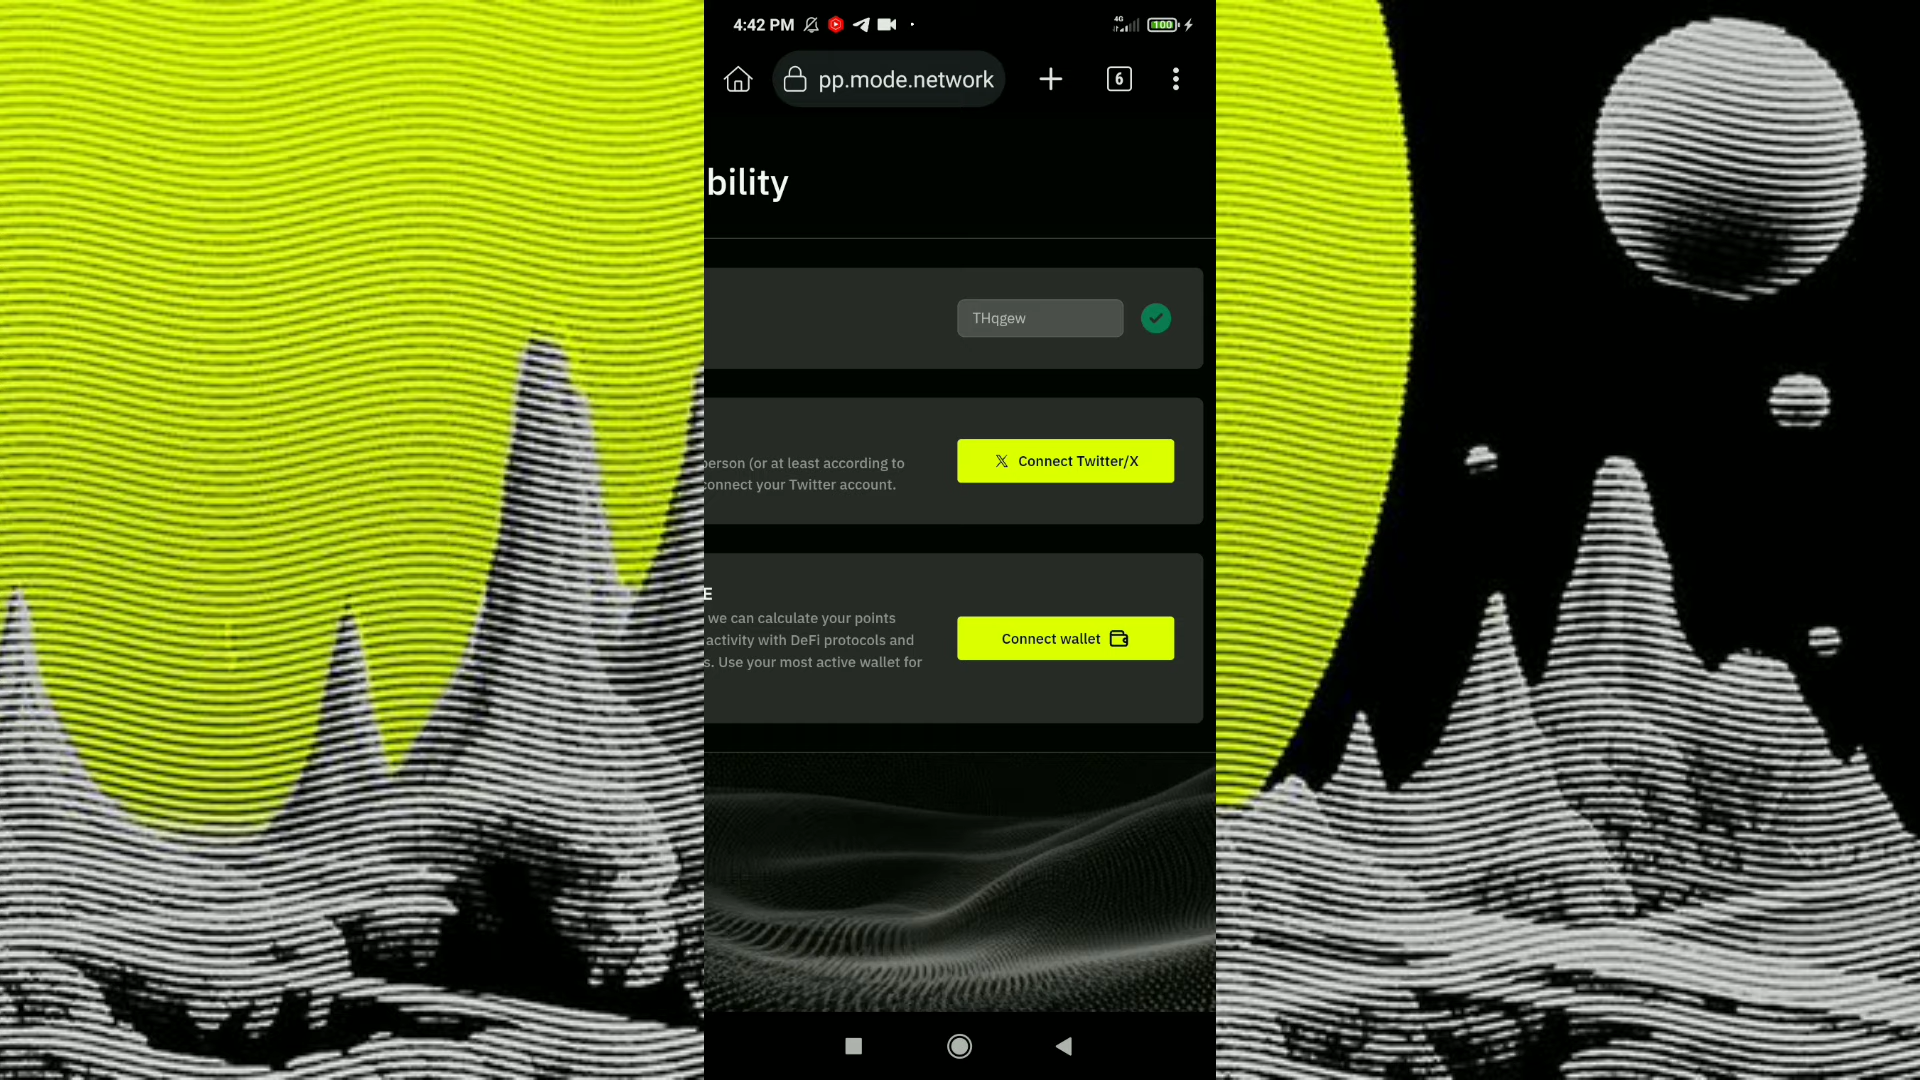 4:42 PM
4G
100
pp.mode.network
6
bility
THqgew
person (or at least according to
connect your Twitter account.
𝕏 Connect Twitter/X
E
we can calculate your points
activity with DeFi protocols and
s. Use your most active wallet for
Connect wallet